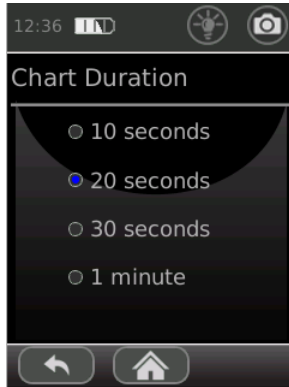 12:36
Chart Duration
10 seconds
20 seconds
30 seconds
1 minute